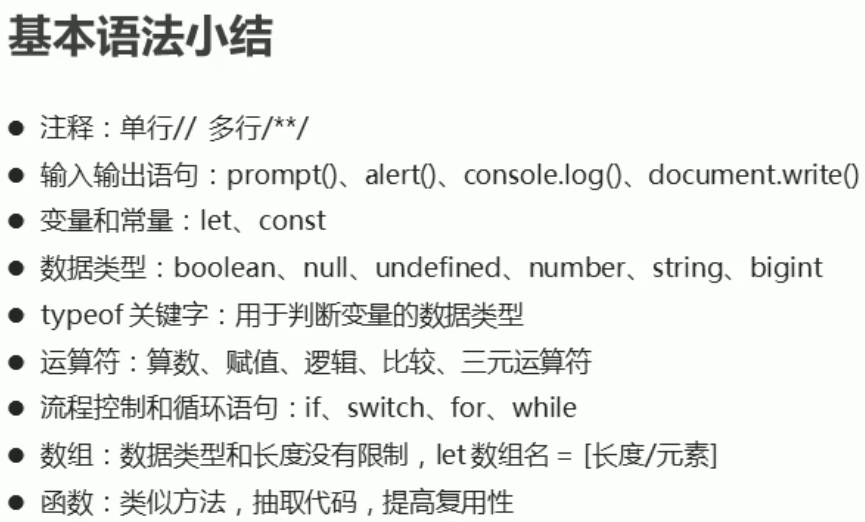 基本语法小结
● 注释：单行// 多行/**/
● 输入输出语句：prompt()、alert()、console.log()、document.write()
● 变量和常量：let、const
● 数据类型：boolean、null、undefined、number、string、bigint
● typeof 关键字：用于判断变量的数据类型
● 运算符：算数、赋值、逻辑、比较、三元运算符
● 流程控制和循环语句：if、switch、for、while
● 数组：数据类型和长度没有限制，let 数组名 = [长度/元素]
● 函数：类似方法，抽取代码，提高复用性